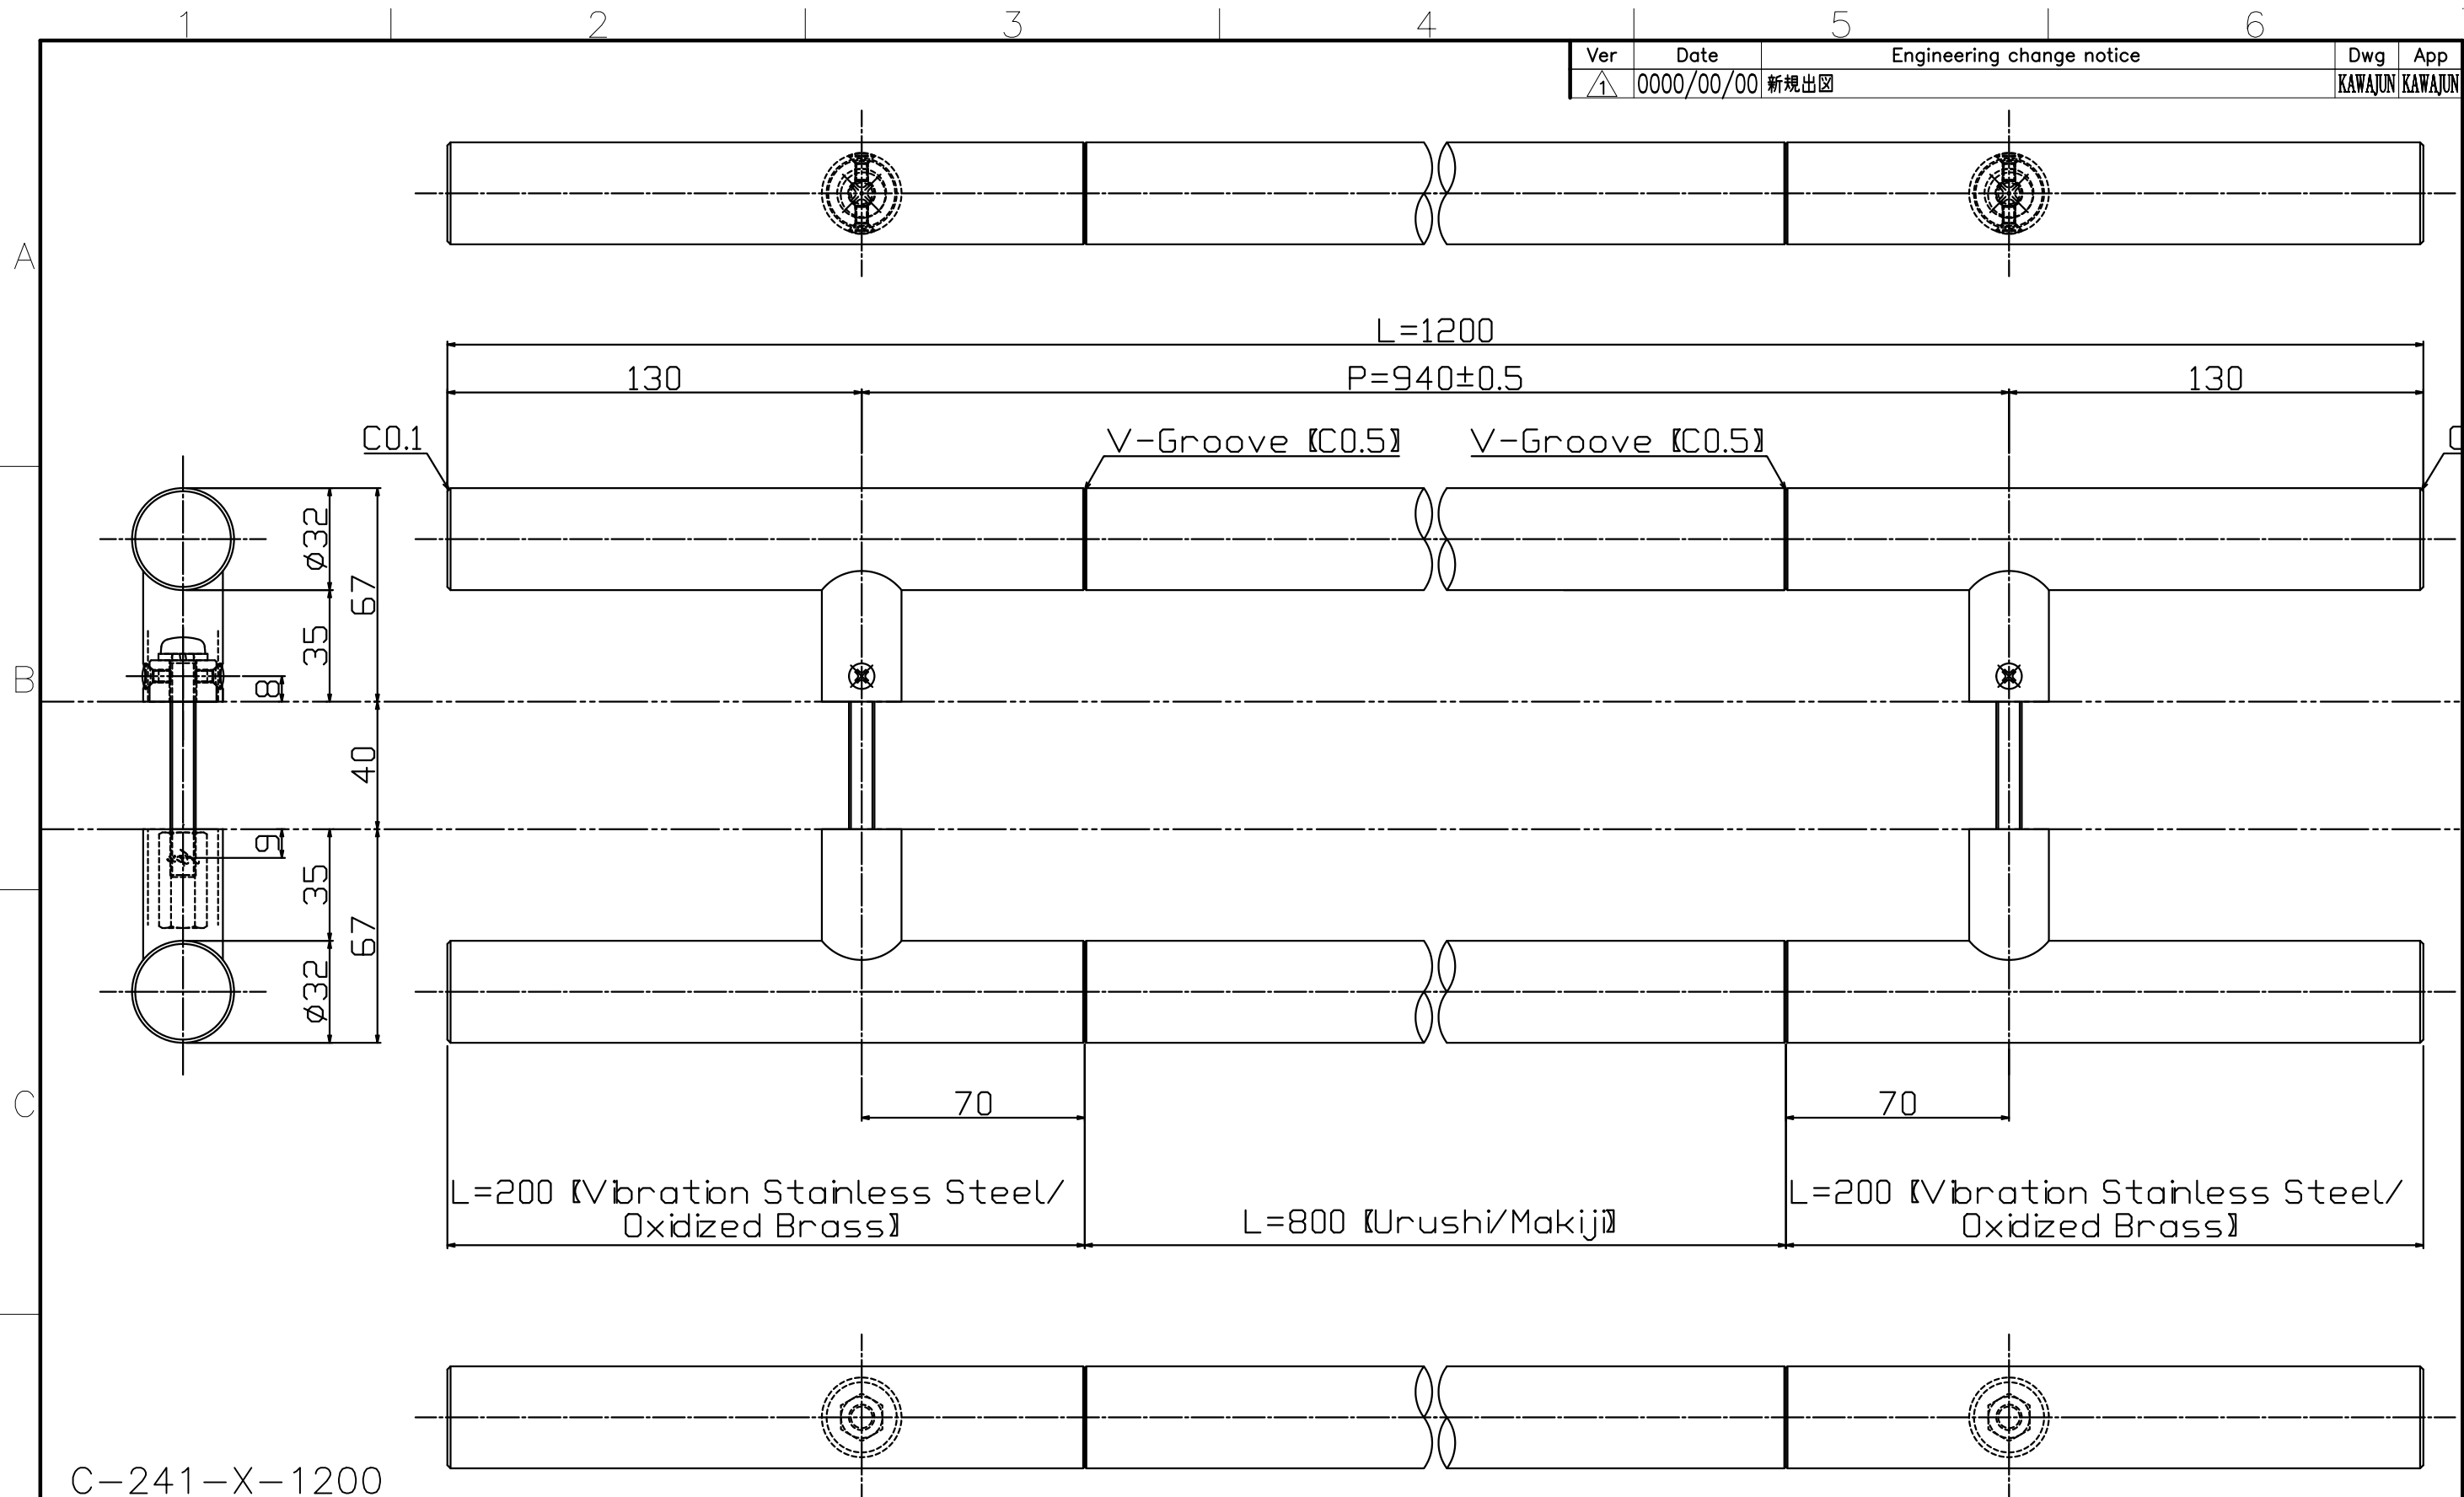 1 2 3 4 5 6
Ver Date Engineering change notice Dwg App
1 0000/00/00 新規出図 KAWAJUN KAWAJUN
A
L=1200
130 P=940±0.5 130
C0.1 V-Groove【C0.5】 V-Groove【C0.5】
ø32
67
35
B
8
40
9
35
67
ø32
C
70 70
L=200【Vibration Stainless Steel/
Oxidized Brass】
L=800【Urushi/Makiji】
L=200【Vibration Stainless Steel/
Oxidized Brass】
C-241-X-1200